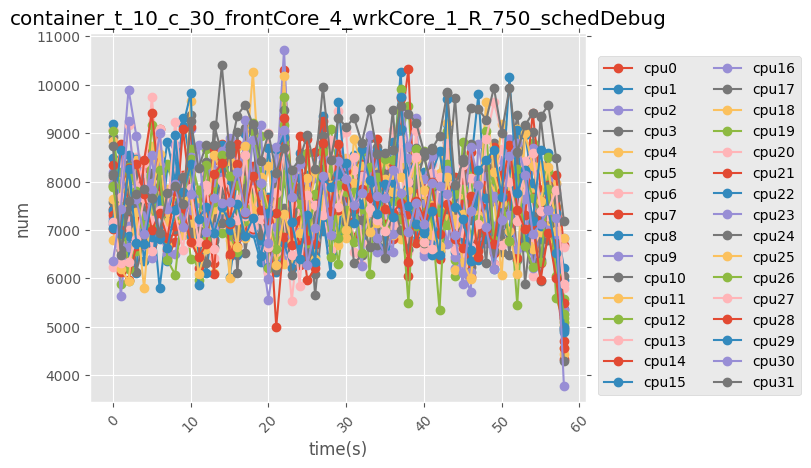 container_t_10_c_30_frontCore_4_wrkCore_1_R_750_schedDebug
num
11000
10000
9000
8000
7000
6000
5000
4000
0
10
20
30
40
50
60
time(s)
cpu0
cpu1
cpu2
cpu3
cpu4
cpu5
cpu6
cpu7
cpu8
cpu9
cpu10
cpu11
cpu12
cpu13
cpu14
cpu15
cpu16
cpu17
cpu18
cpu19
cpu20
cpu21
cpu22
cpu23
cpu24
cpu25
cpu26
cpu27
cpu28
cpu29
cpu30
cpu31